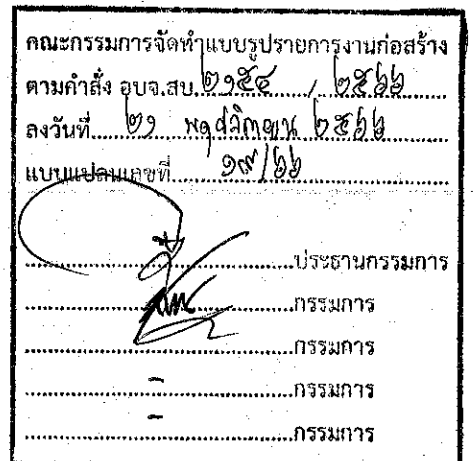 คณะกรรมการจัดทำแบบรูปรายการงานก่อสร้าง
ตามคำสั่ง อบจ.สบ.๒๑๕๔ / ๒๕๖๖
ลงวันที่ ๒๑ พฤศจิกายน ๒๕๖๖
แบบแปลนเลขที่ ๑๗/๖๖
ประธานกรรมการ
กรรมการ
กรรมการ
- กรรมการ
- กรรมการ